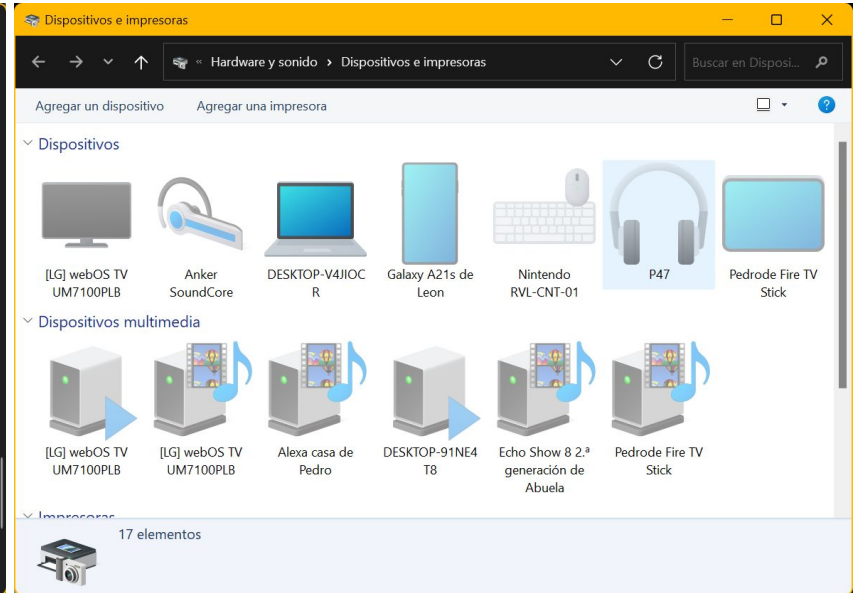 Dispositivos e impresoras
« Hardware y sonido › Dispositivos e impresoras
Buscar en Disposi...
Agregar un dispositivo Agregar una impresora
Dispositivos
[LG] webOS TV UM7100PLB
Anker SoundCore
DESKTOP-V4JIOC
R
Galaxy A21s de Leon
Nintendo RVL-CNT-01
P47
Pedrode Fire TV Stick
Dispositivos multimedia
[LG] webOS TV UM7100PLB
[LG] webOS TV UM7100PLB
Alexa casa de Pedro
DESKTOP-91NE4
T8
Echo Show 8 2.ª generación de Abuela
Pedrode Fire TV Stick
Impresoras
17 elementos